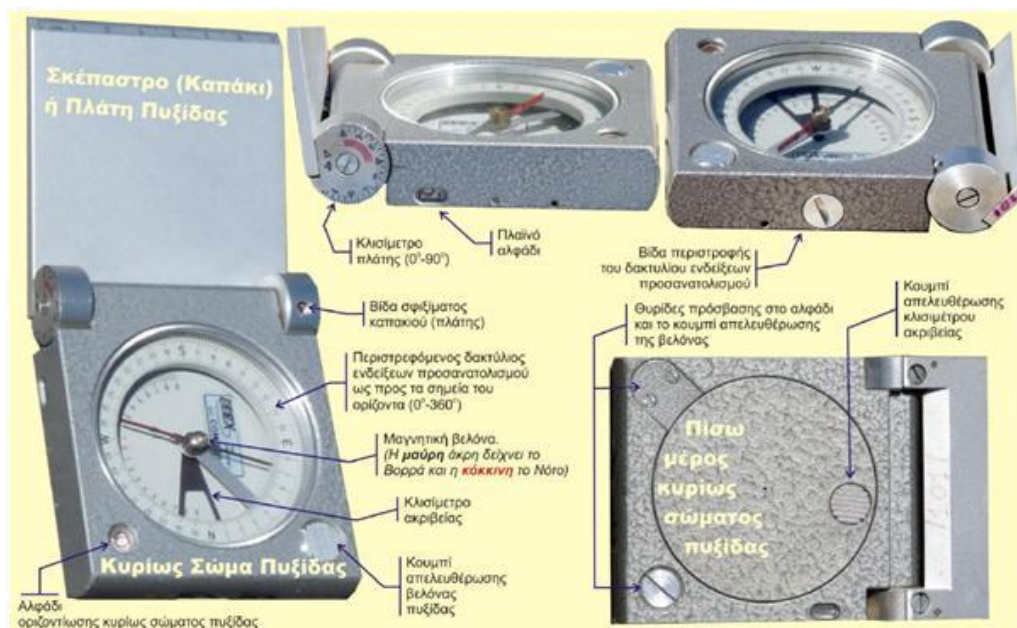 Σκέπαστρο (Καπάκι)
ή Πλάτη Πυξίδας
Κλισίμετρο
πλάτης (0°-90°)
Πλαϊνό
αλφάδι
Βίδα περιστροφής
του δακτυλίου ενδείξεων
προσανατολισμού
Βίδα σφιξίματος
καπακιού (πλάτης)
Περιστρεφόμενος δακτύλιος
ενδείξεων προσανατολισμού
ως προς τα σημεία του
ορίζοντα (0°-360°)
Μαγνητική βελόνα.
(Η μαύρη άκρη δείχνει το
Βορρά και η κόκκινη το Νότο)
Κλισίμετρο
ακριβείας
Κουμπί
απελευθέρωσης
βελόνας
πυξίδας
Κυρίως Σώμα Πυξίδας
Αλφάδι
οριζοντίωσης κυρίως σώματος πυξίδας
S
E
W
N
W
S
Θυρίδες πρόσβασης στο αλφάδι
και το κουμπί απελευθέρωσης
της βελόνας
Κουμπί
απελευθέρωσης
κλισιμέτρου
ακριβείας
Πίσω
μέρος
κυρίως
σώματος
πυξίδας